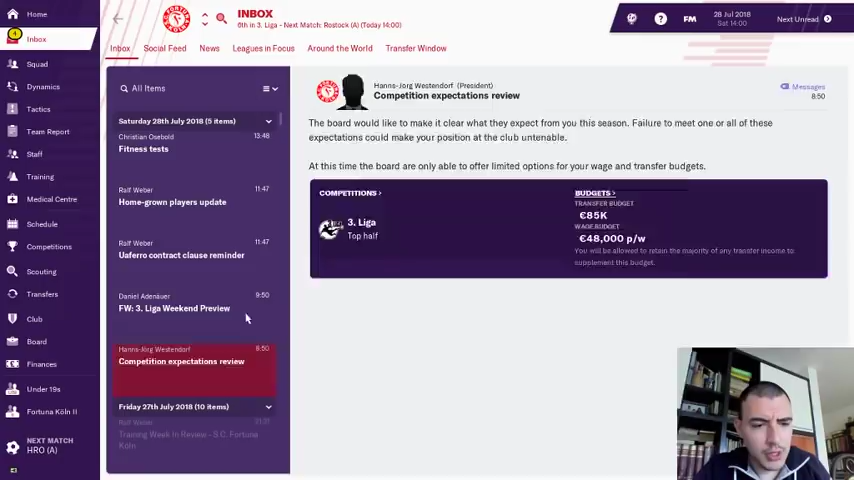 Home
4
Inbox
Squad
Dynamics
Tactics
Team Report
Staff
Training
Medical Centre
Schedule
Competitions
Scouting
Transfers
Club
Board
Finances
Under 19s
Fortuna Köln II
NEXT MATCH
HRO (A)
INBOX
6th in 3. Liga - Next Match: Rostock (A) (Today 14:00)
FM
28 Jul 2018
Sat 14:00
Next Unread
Inbox
Social Feed
News
Leagues in Focus
Around the World
Transfer Window
All Items
Saturday 28th July 2018 (5 items)
Christian Osebold
13:48
Fitness tests
Ralf Weber
11:47
Home-grown players update
Ralf Weber
11:47
Uaferro contract clause reminder
Daniel Adenäuer
9:50
FW: 3. Liga Weekend Preview
Hanns-Jörg Westendorf
8:50
Competition expectations review
Friday 27th July 2018 (10 items)
Training Week In Review - S.C. Fortuna
Köln
Hanns-Jörg Westendorf (President)
Competition expectations review
Messages
8:50
The board would like to make it clear what they expect from you this season. Failure to meet one or all of these
expectations could make your position at the club untenable.
At this time the board are only able to offer limited options for your wage and transfer budgets.
COMPETITIONS >
3. Liga
Top half
BUDGETS >
TRANSFER BUDGET
€85K
WAGE BUDGET
€48,000 p/w
You will be allowed to retain the majority of any transfer income to
supplement this budget.